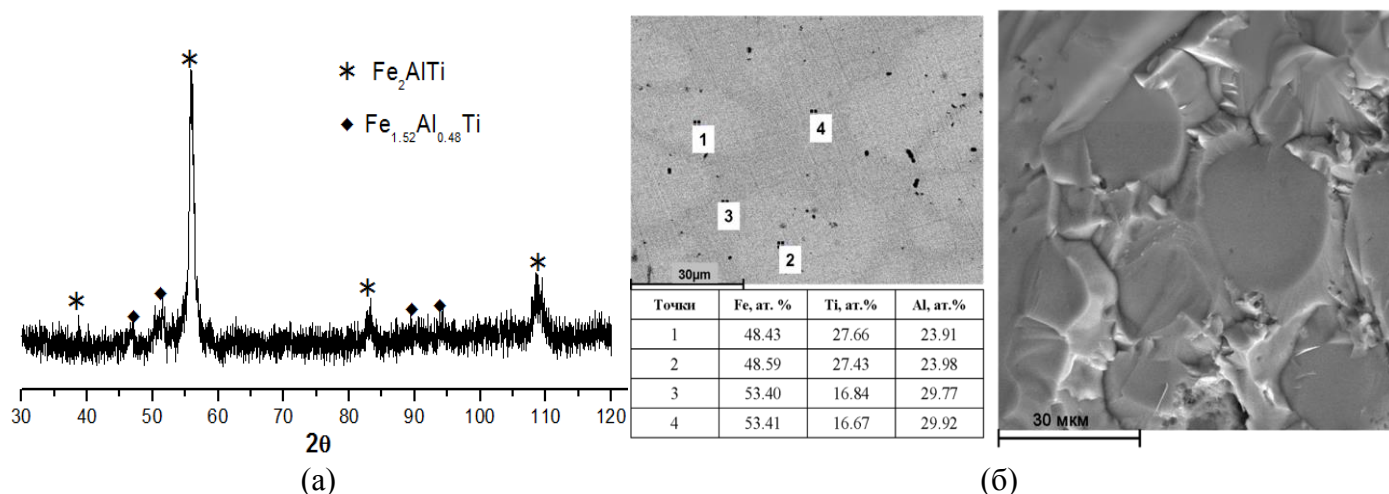 * Fe2AlTi
◆ Fe1.52Al0.48Ti
30 40 50 60 70 80 90 100 110 120
2θ
(а)
1
4
3
2
30μm
Точки Fe, ат. % Ti, ат.% Al, ат.%
1 48.43 27.66 23.91
2 48.59 27.43 23.98
3 53.40 16.84 29.77
4 53.41 16.67 29.92
30 мкм
(б)